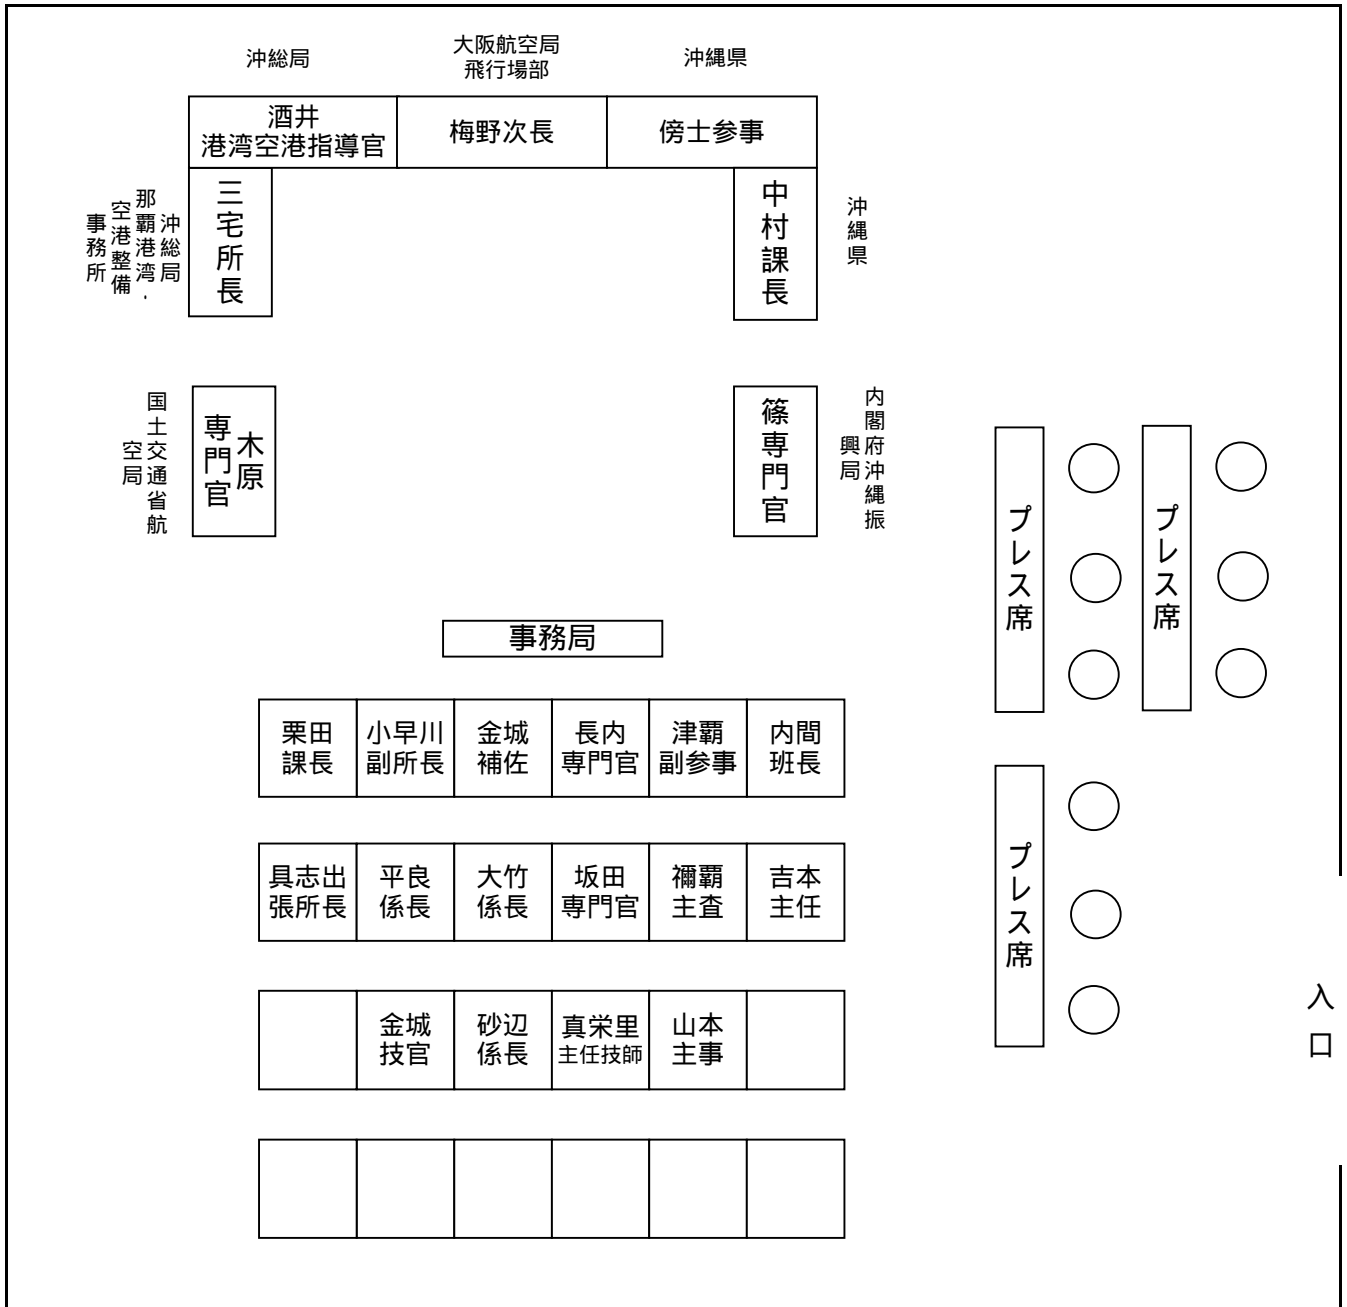 沖総局
大阪航空局
飛行場部
沖縄県
酒井
港湾空港指導官
梅野次長
傍士参事
沖総局
那覇港湾・
空港整備
事務所
三宅所長
中村課長
沖縄県
国土交通省航
空局
木原
専門官
篠専門官
内閣府沖縄振
興局
プレス席
プレス席
事務局
栗田
課長
小早川
副所長
金城
補佐
長内
専門官
津覇
副参事
内間
班長
具志出
張所長
平良
係長
大竹
係長
坂田
専門官
禰覇
主査
吉本
主任
プレス席
金城
技官
砂辺
係長
真栄里
主任技師
山本
主事
入口